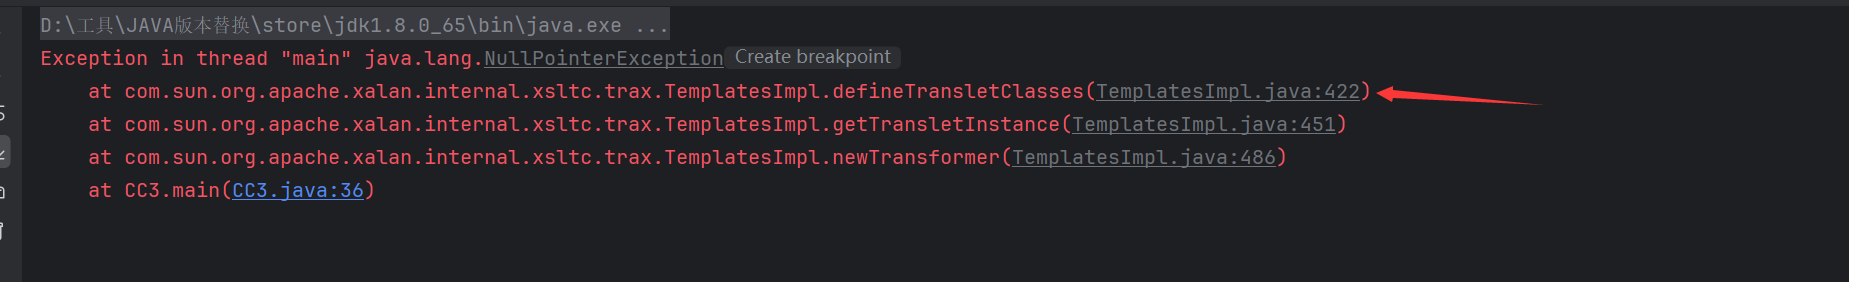 D:\工具\JAVA版本替换\store\jdk1.8.0_65\bin\java.exe ...
Exception in thread "main" java.lang.NullPointerException Create breakpoint
at com.sun.org.apache.xalan.internal.xsltc.trax.TemplatesImpl.defineTransletClasses(TemplatesImpl.java:422)
at com.sun.org.apache.xalan.internal.xsltc.trax.TemplatesImpl.getTransletInstance(TemplatesImpl.java:451)
at com.sun.org.apache.xalan.internal.xsltc.trax.TemplatesImpl.newTransformer(TemplatesImpl.java:486)
at CC3.main(CC3.java:36)